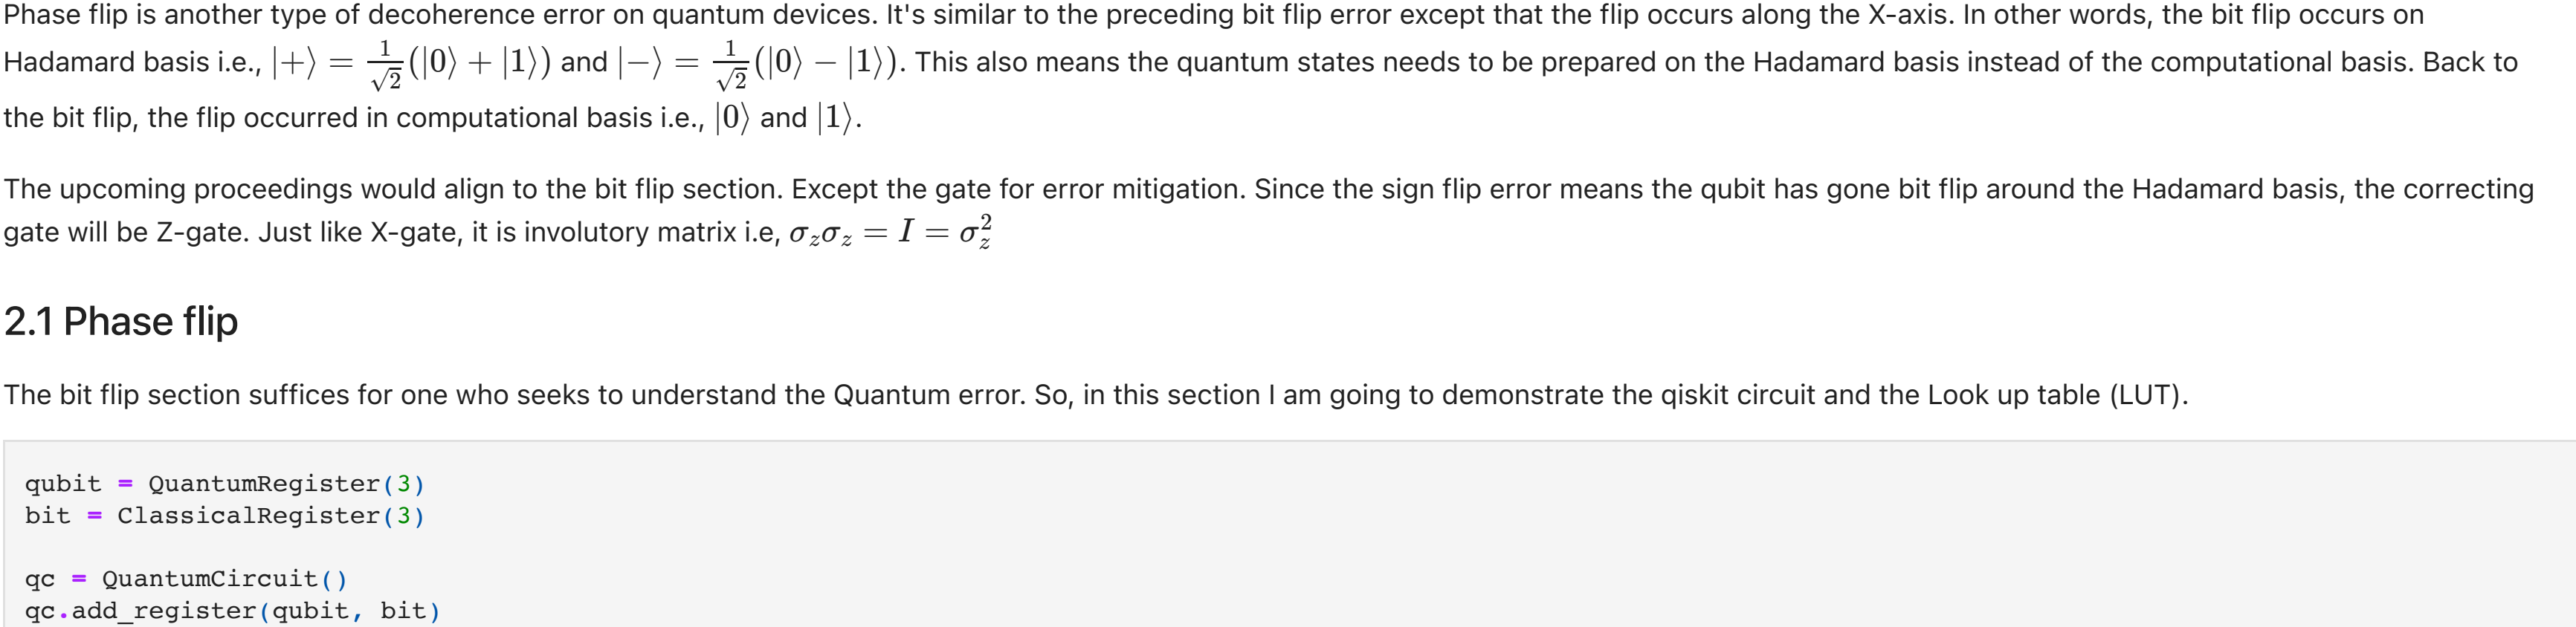 Phase flip is another type of decoherence error on quantum devices. It's similar to the preceding bit flip error except that the flip occurs along the X-axis. In other words, the bit flip occurs on
Hadamard basis i.e., |+⟩ = 1/√2(|0⟩ + |1⟩) and |−⟩ = 1/√2(|0⟩ − |1⟩). This also means the quantum states needs to be prepared on the Hadamard basis instead of the computational basis. Back to
the bit flip, the flip occurred in computational basis i.e., |0⟩ and |1⟩.
The upcoming proceedings would align to the bit flip section. Except the gate for error mitigation. Since the sign flip error means the qubit has gone bit flip around the Hadamard basis, the correcting
gate will be Z-gate. Just like X-gate, it is involutory matrix i.e, σ_zσ_z = I = σ_z^2
2.1 Phase flip
The bit flip section suffices for one who seeks to understand the Quantum error. So, in this section I am going to demonstrate the qiskit circuit and the Look up table (LUT).
qubit = QuantumRegister(3)
bit = ClassicalRegister(3)
qc = QuantumCircuit()
qc.add_register(qubit, bit)